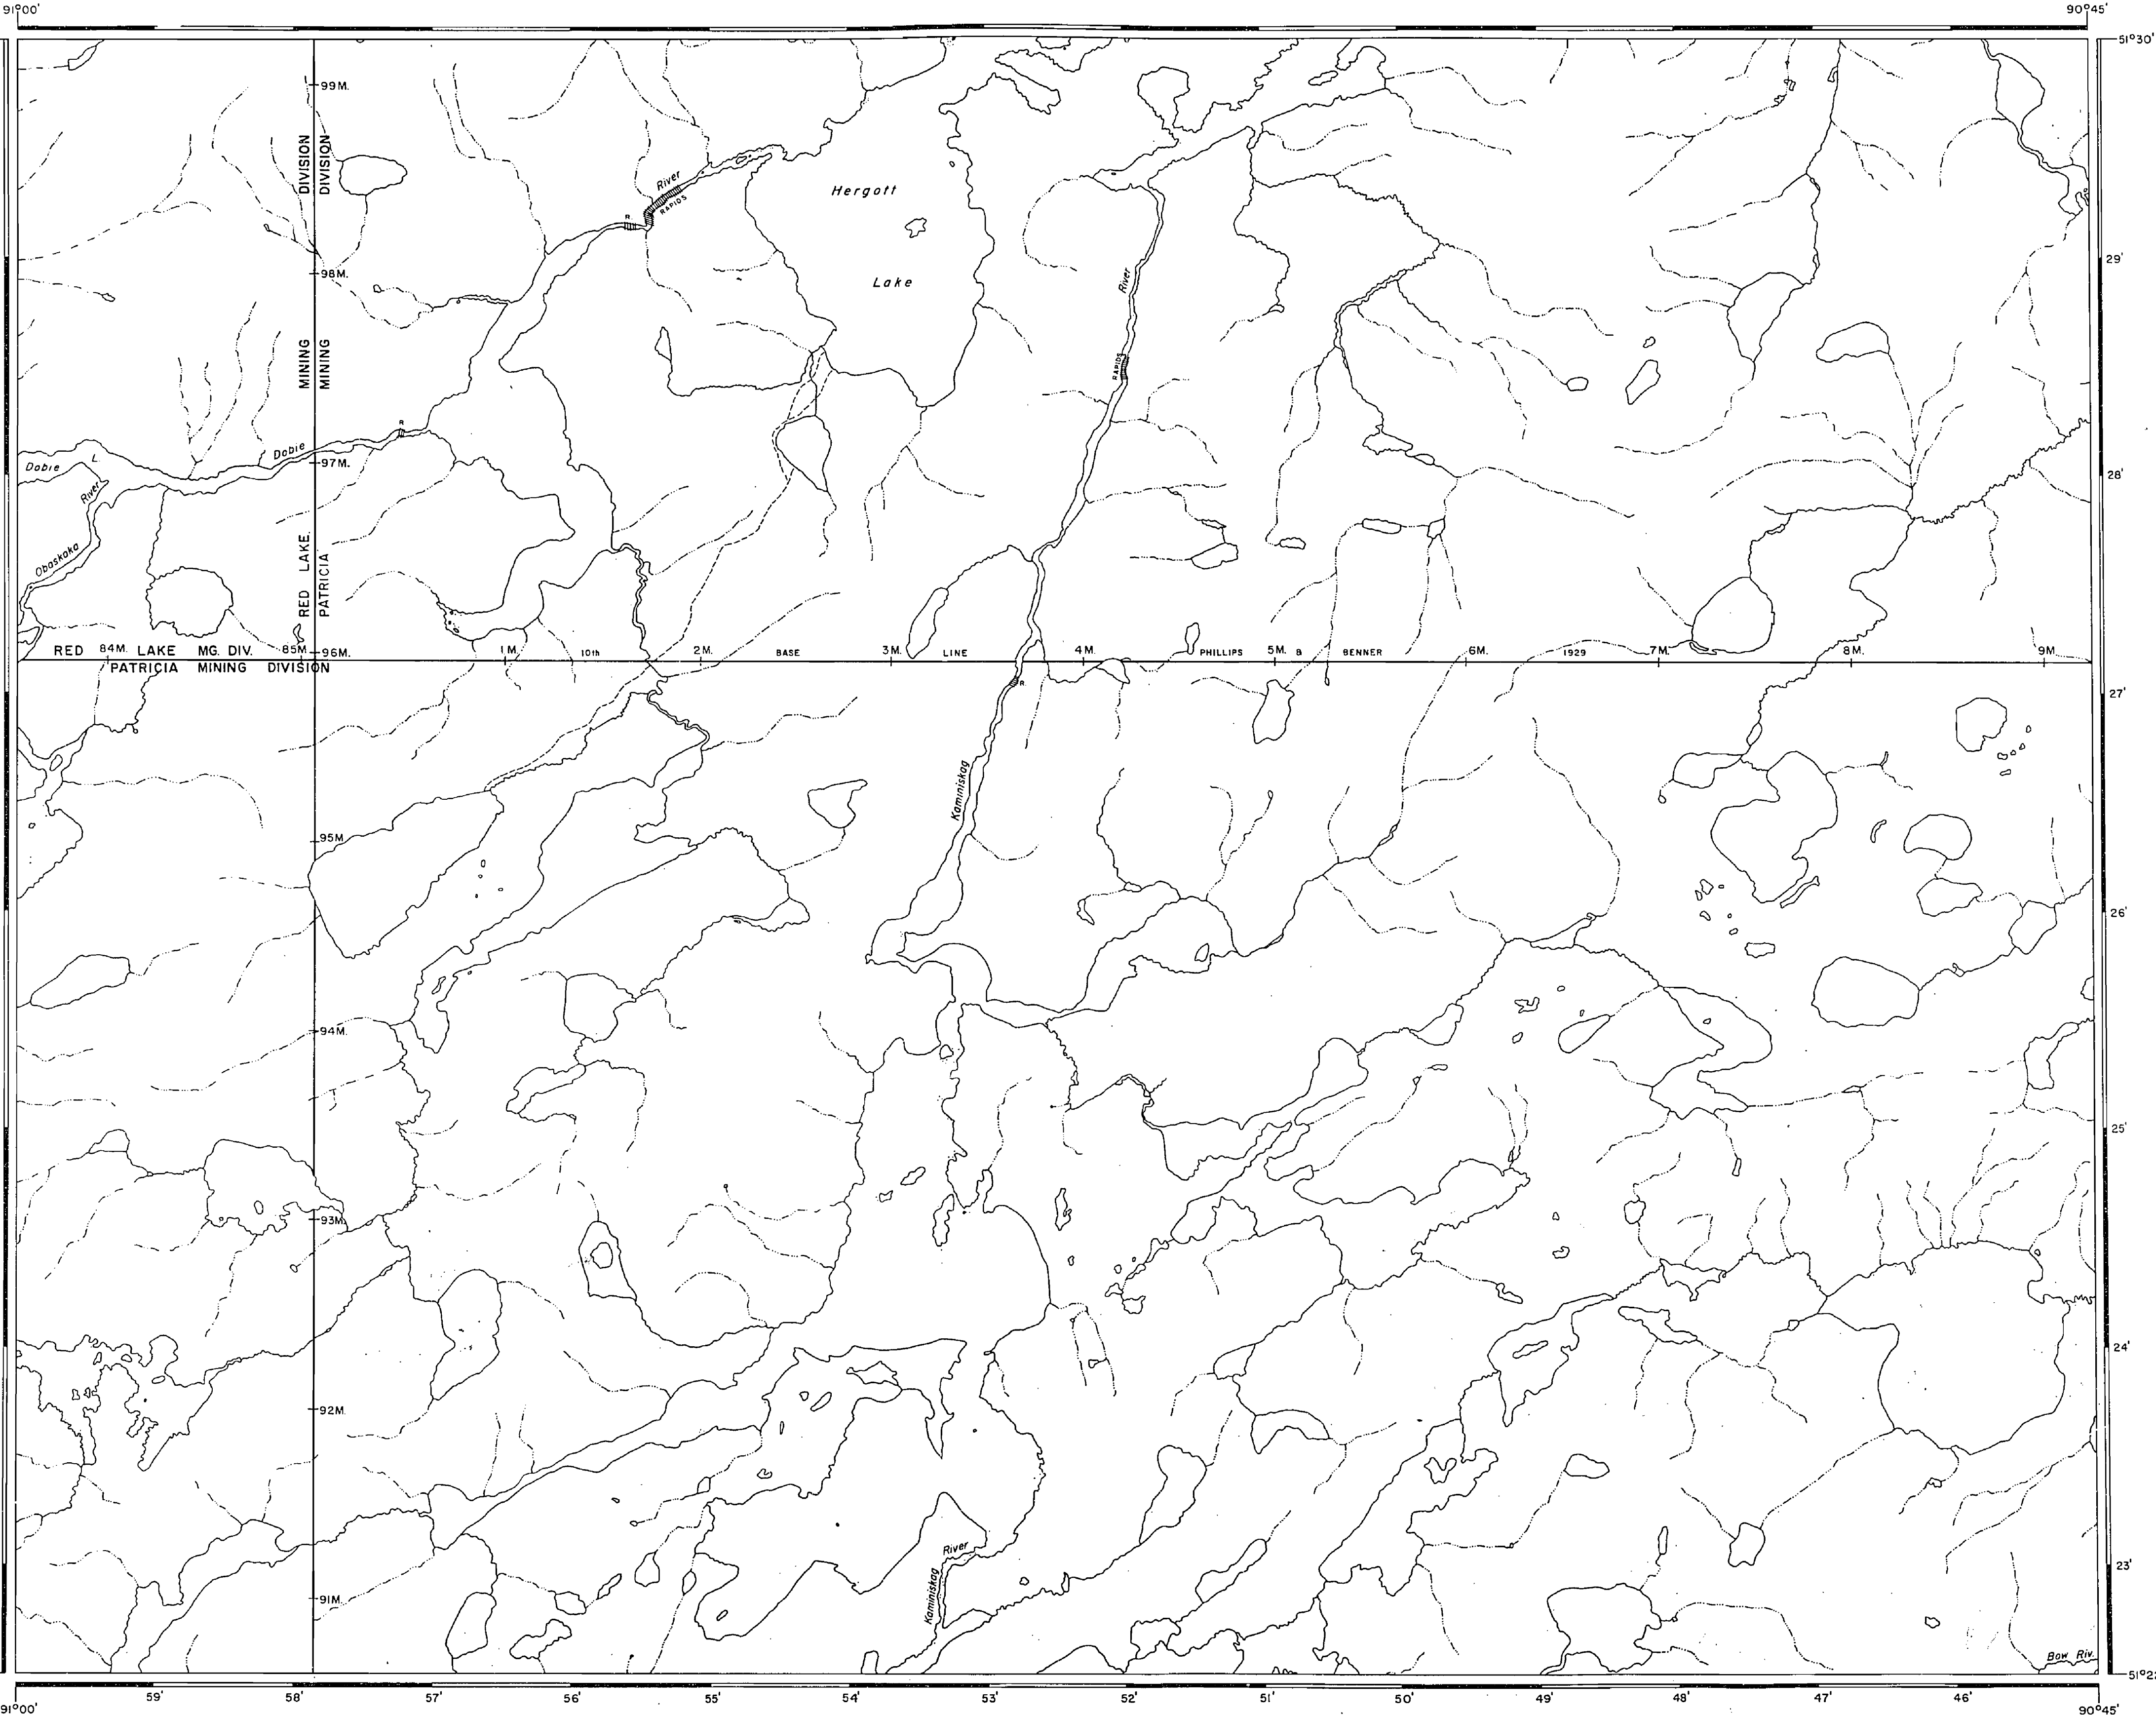 91°00'
90°45'
51°30'
99M.
DIVISION
DIVISION
River
RAPIDS
R.
Hergott
98M.
29'
Lake
River
MINING
MINING
RAPIDS
R
Dobie
97M.
Dobie
L.
River
28'
RED LAKE
PATRICIA
Obaskaka
RED 84M. LAKE MG. DIV. 85M. 96M. 1M. 10th 2M. BASE 3M. LINE 4M. PHILLIPS 5M. & BENNER 6M. 1929 7M. 8M. 9M.
PATRICIA MINING DIVISION
R.
27'
Kaminiskag
95M.
26'
94M.
25'
93M.
24'
92M.
River
23'
Kaminiskag
91M.
Bow Riv.
91°00'
59'
58'
57'
56'
55'
54'
53'
52'
51'
50'
49'
48'
47'
46'
90°45'